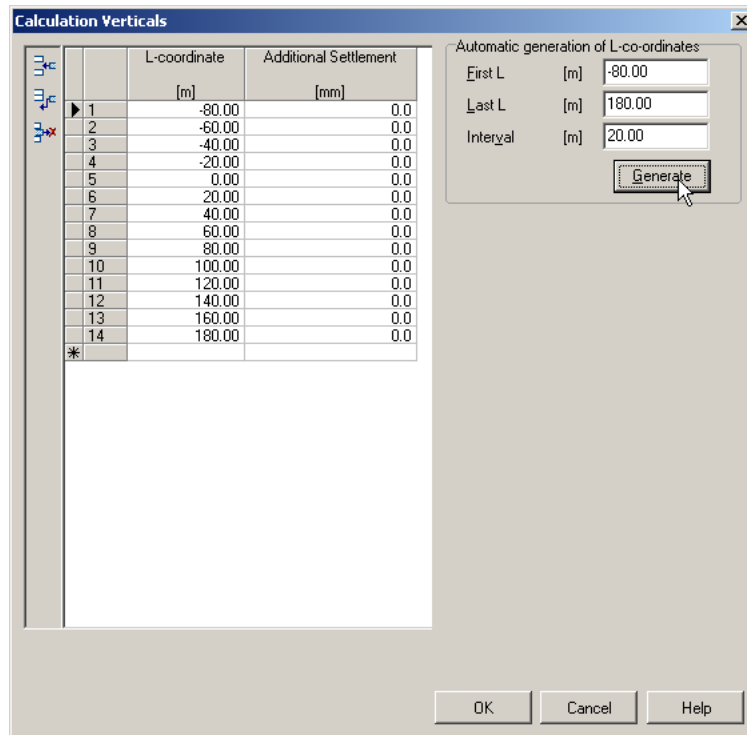 Calculation Verticals
L-coordinate Additional Settlement
[m] [mm]
1 -80.00 0.0
2 -60.00 0.0
3 -40.00 0.0
4 -20.00 0.0
5 0.00 0.0
6 20.00 0.0
7 40.00 0.0
8 60.00 0.0
9 80.00 0.0
10 100.00 0.0
11 120.00 0.0
12 140.00 0.0
13 160.00 0.0
14 180.00 0.0
Automatic generation of L-co-ordinates
First L [m] -80.00
Last L [m] 180.00
Interval [m] 20.00
Generate
OK Cancel Help